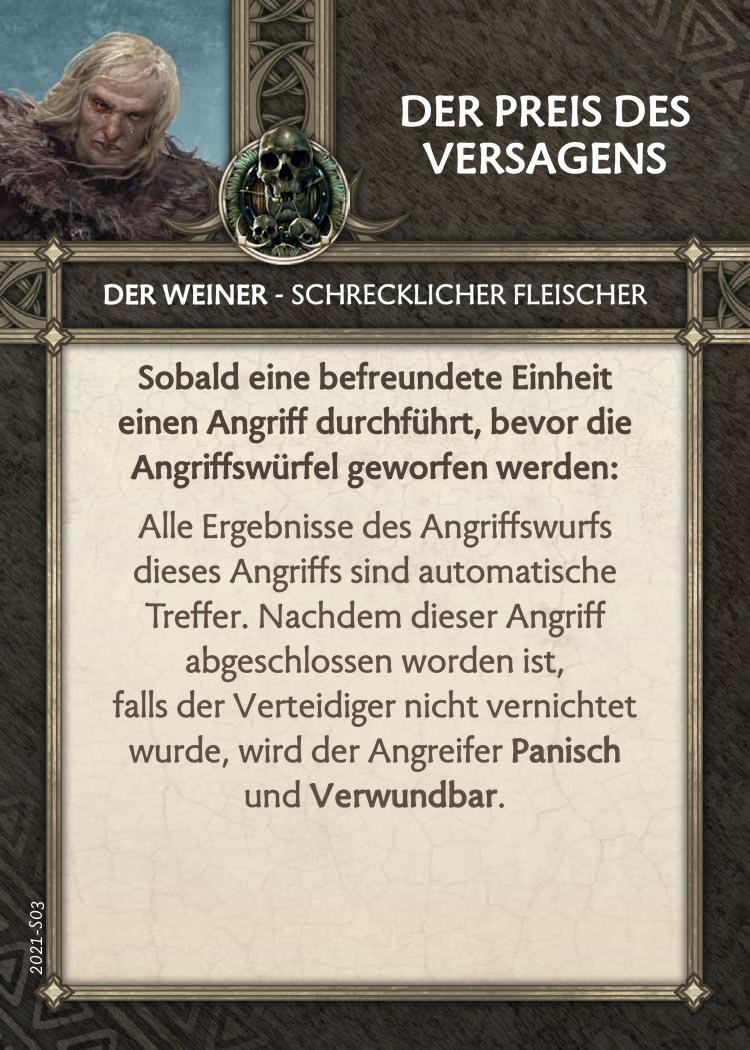 DER PREIS DES
VERSAGENS
DER WEINER - SCHRECKLICHER FLEISCHER
Sobald eine befreundete Einheit
einen Angriff durchführt, bevor die
Angriffswürfel geworfen werden:
Alle Ergebnisse des Angriffswurfs
dieses Angriffs sind automatische
Treffer. Nachdem dieser Angriff
abgeschlossen worden ist,
falls der Verteidiger nicht vernichtet
wurde, wird der Angreifer Panisch
und Verwundbar.
2021-S03